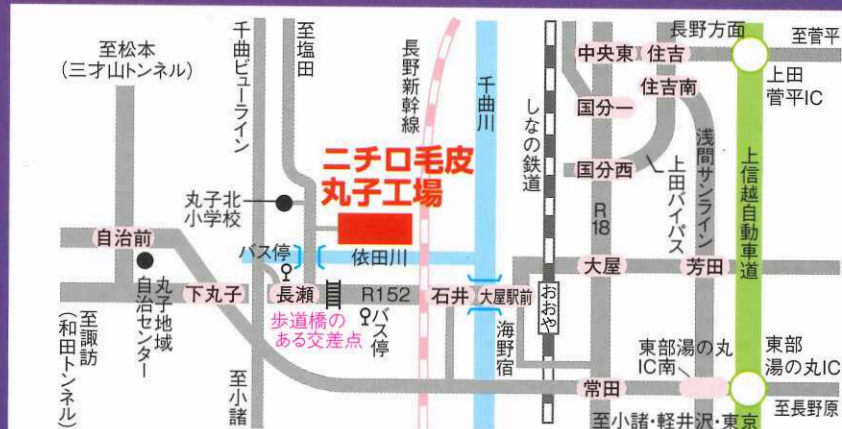 至松本
（三才山トンネル）
千曲ビューライン
至塩田
長野新幹線
千曲川
しなの鉄道
長野方面
中央東
住吉
至菅平
住吉南
上田
菅平IC
国分一
国分西
浅間サンライン
上田バイパス
上信越自動車道
R
18
ニチロ毛皮
丸子工場
丸子北
小学校
自治前
バス停
依田川
大屋
芳田
丸子地域
自治センター
下丸子
長瀬
R152
石井
大屋駅前
おおや
歩道橋の
ある交差点
バス停
海野宿
至諏訪
（和田トンネル）
至小諸
東部湯の丸
IC南
東部
湯の丸IC
常田
至長野原
至小諸・軽井沢・東京